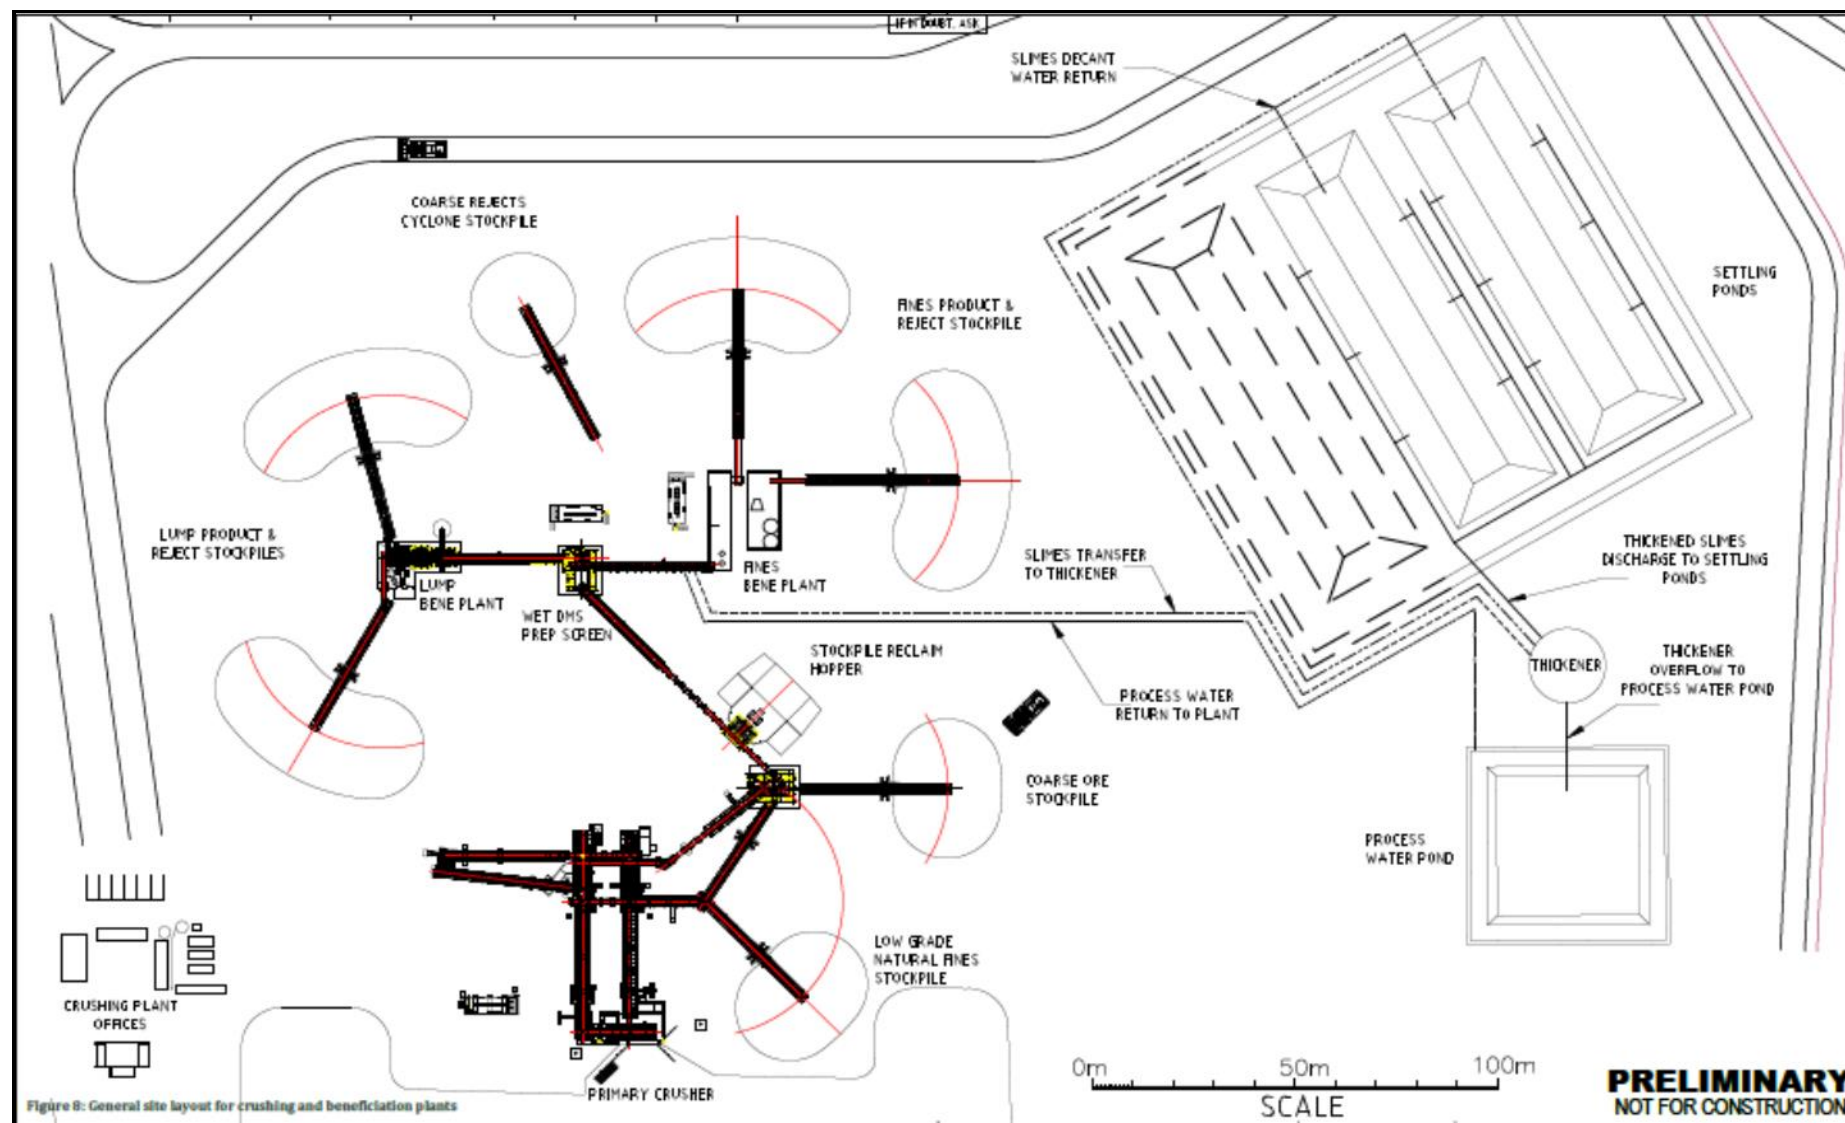 IF IN DOUBT, ASK
SLIMES DECANT
WATER RETURN
COARSE REJECTS
CYCLONE STOCKPILE
FINES PRODUCT &
REJECT STOCKPILE
SETTLING
PONDS
LUMP PRODUCT &
REJECT STOCKPILES
LUMP
BENE PLANT
WET DMS
PREP SCREEN
FINES
BENE PLANT
SLIMES TRANSFER
TO THICKENER
THICKENED SLIMES
DISCHARGE TO SETTLING
PONDS
STOCKPILE RECLAIM
HOPPER
PROCESS WATER
RETURN TO PLANT
THICKENER
THICKENER
OVERFLOW TO
PROCESS WATER POND
COARSE ORE
STOCKPILE
PROCESS
WATER POND
LOW GRADE
NATURAL FINES
STOCKPILE
CRUSHING PLANT
OFFICES
PRIMARY CRUSHER
0m 50m 100m
SCALE
PRELIMINARY
NOT FOR CONSTRUCTION
Figure 8: General site layout for crushing and beneficiation plants